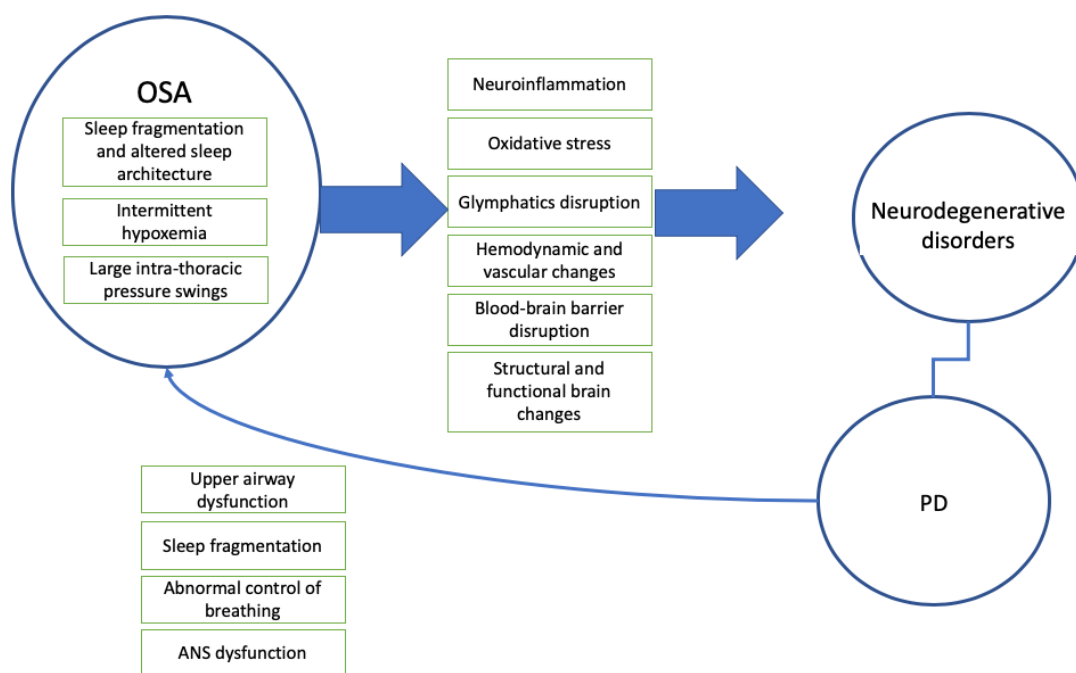 OSA
Sleep fragmentation
and altered sleep
architecture
Intermittent
hypoxemia
Large intra-thoracic
pressure swings
Neuroinflammation
Oxidative stress
Glymphatics disruption
Hemodynamic and
vascular changes
Blood-brain barrier
disruption
Structural and
functional brain
changes
Neurodegenerative
disorders
PD
Upper airway
dysfunction
Sleep fragmentation
Abnormal control of
breathing
ANS dysfunction